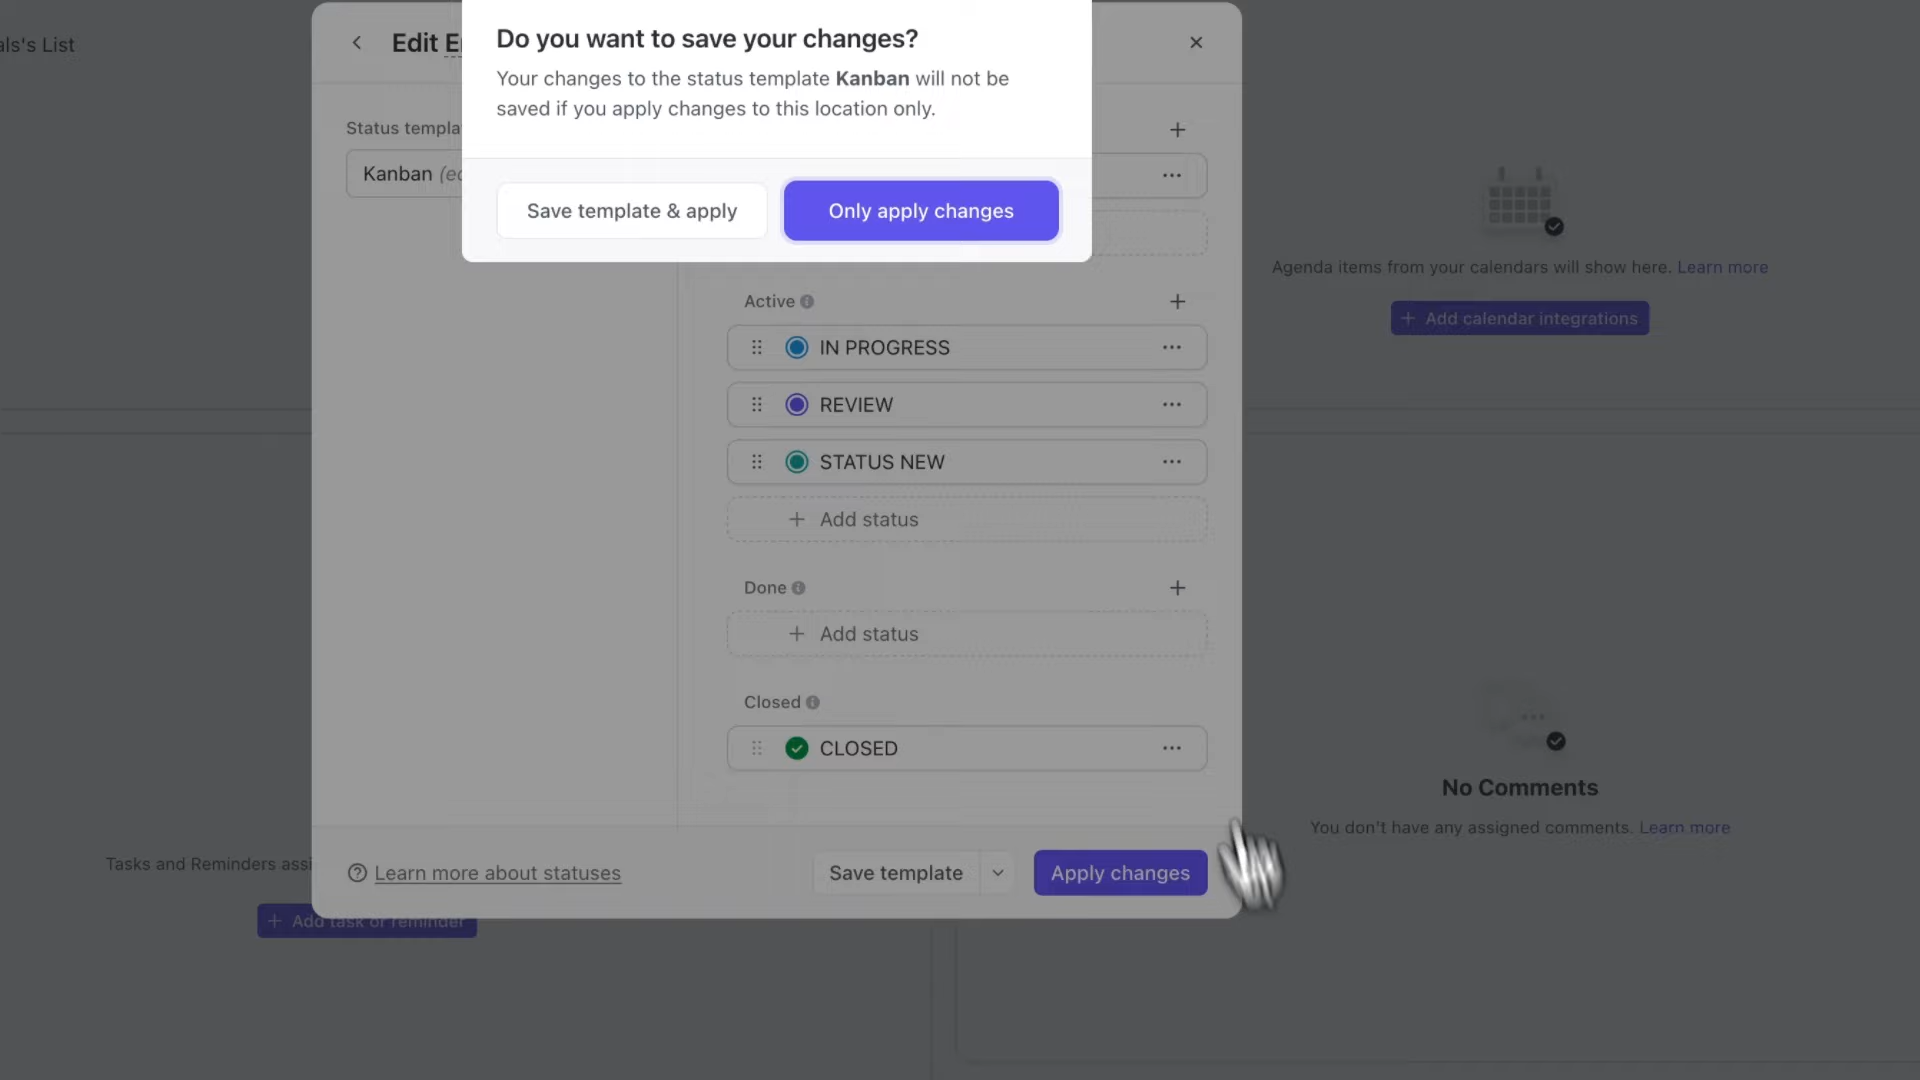 List
Edit
Do you want to save your changes?
Your changes to the status template Kanban will not be
saved if you apply changes to this location only.
Save template & apply
Only apply changes
Status
Kanban
Active
IN PROGRESS
REVIEW
STATUS NEW
+ Add status
Done
+ Add status
Closed
CLOSED
Learn more about statuses
Save template
Apply changes
Agenda items from your calendars will show here. Learn more
+ Add calendar integrations
No Comments
You don't have any assigned comments. Learn more
Tasks and Reminders
+ Add task or reminder